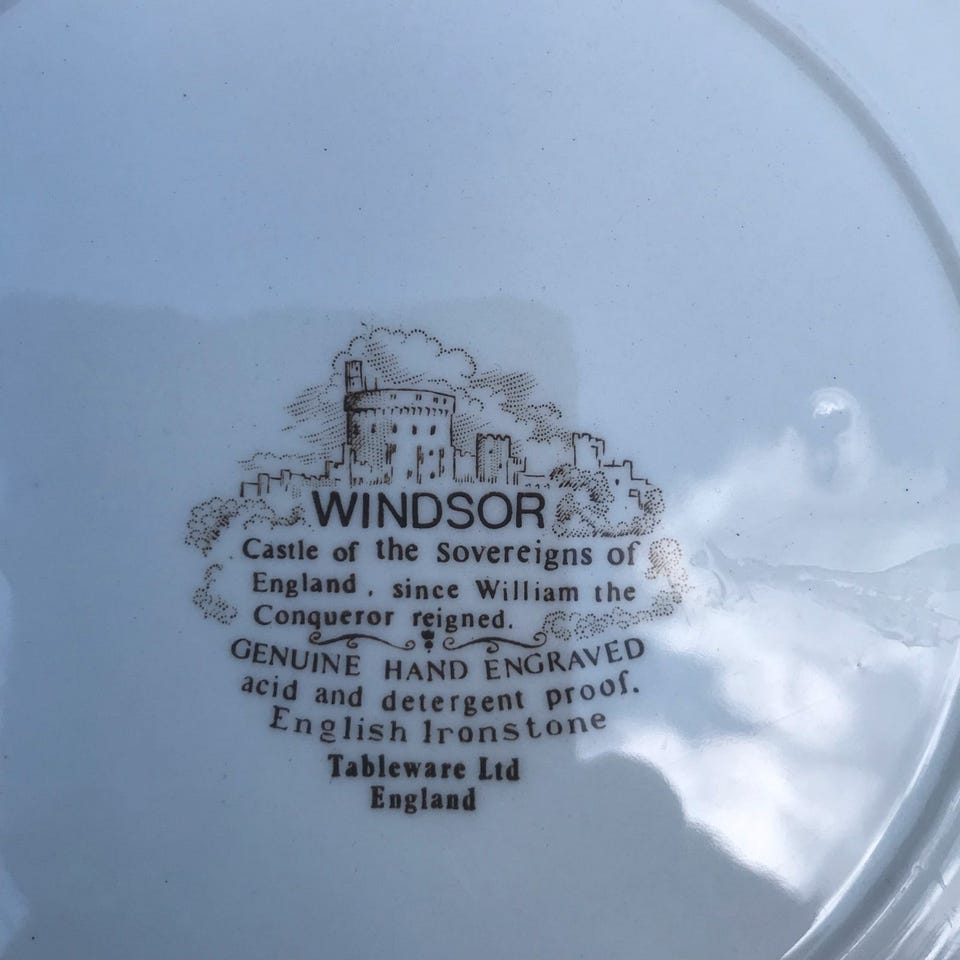 WINDSOR
Castle of the Sovereigns of
England, since William the
Conqueror reigned.
GENUINE HAND ENGRAVED
acid and detergent proof.
English Ironstone
Tableware Ltd
England